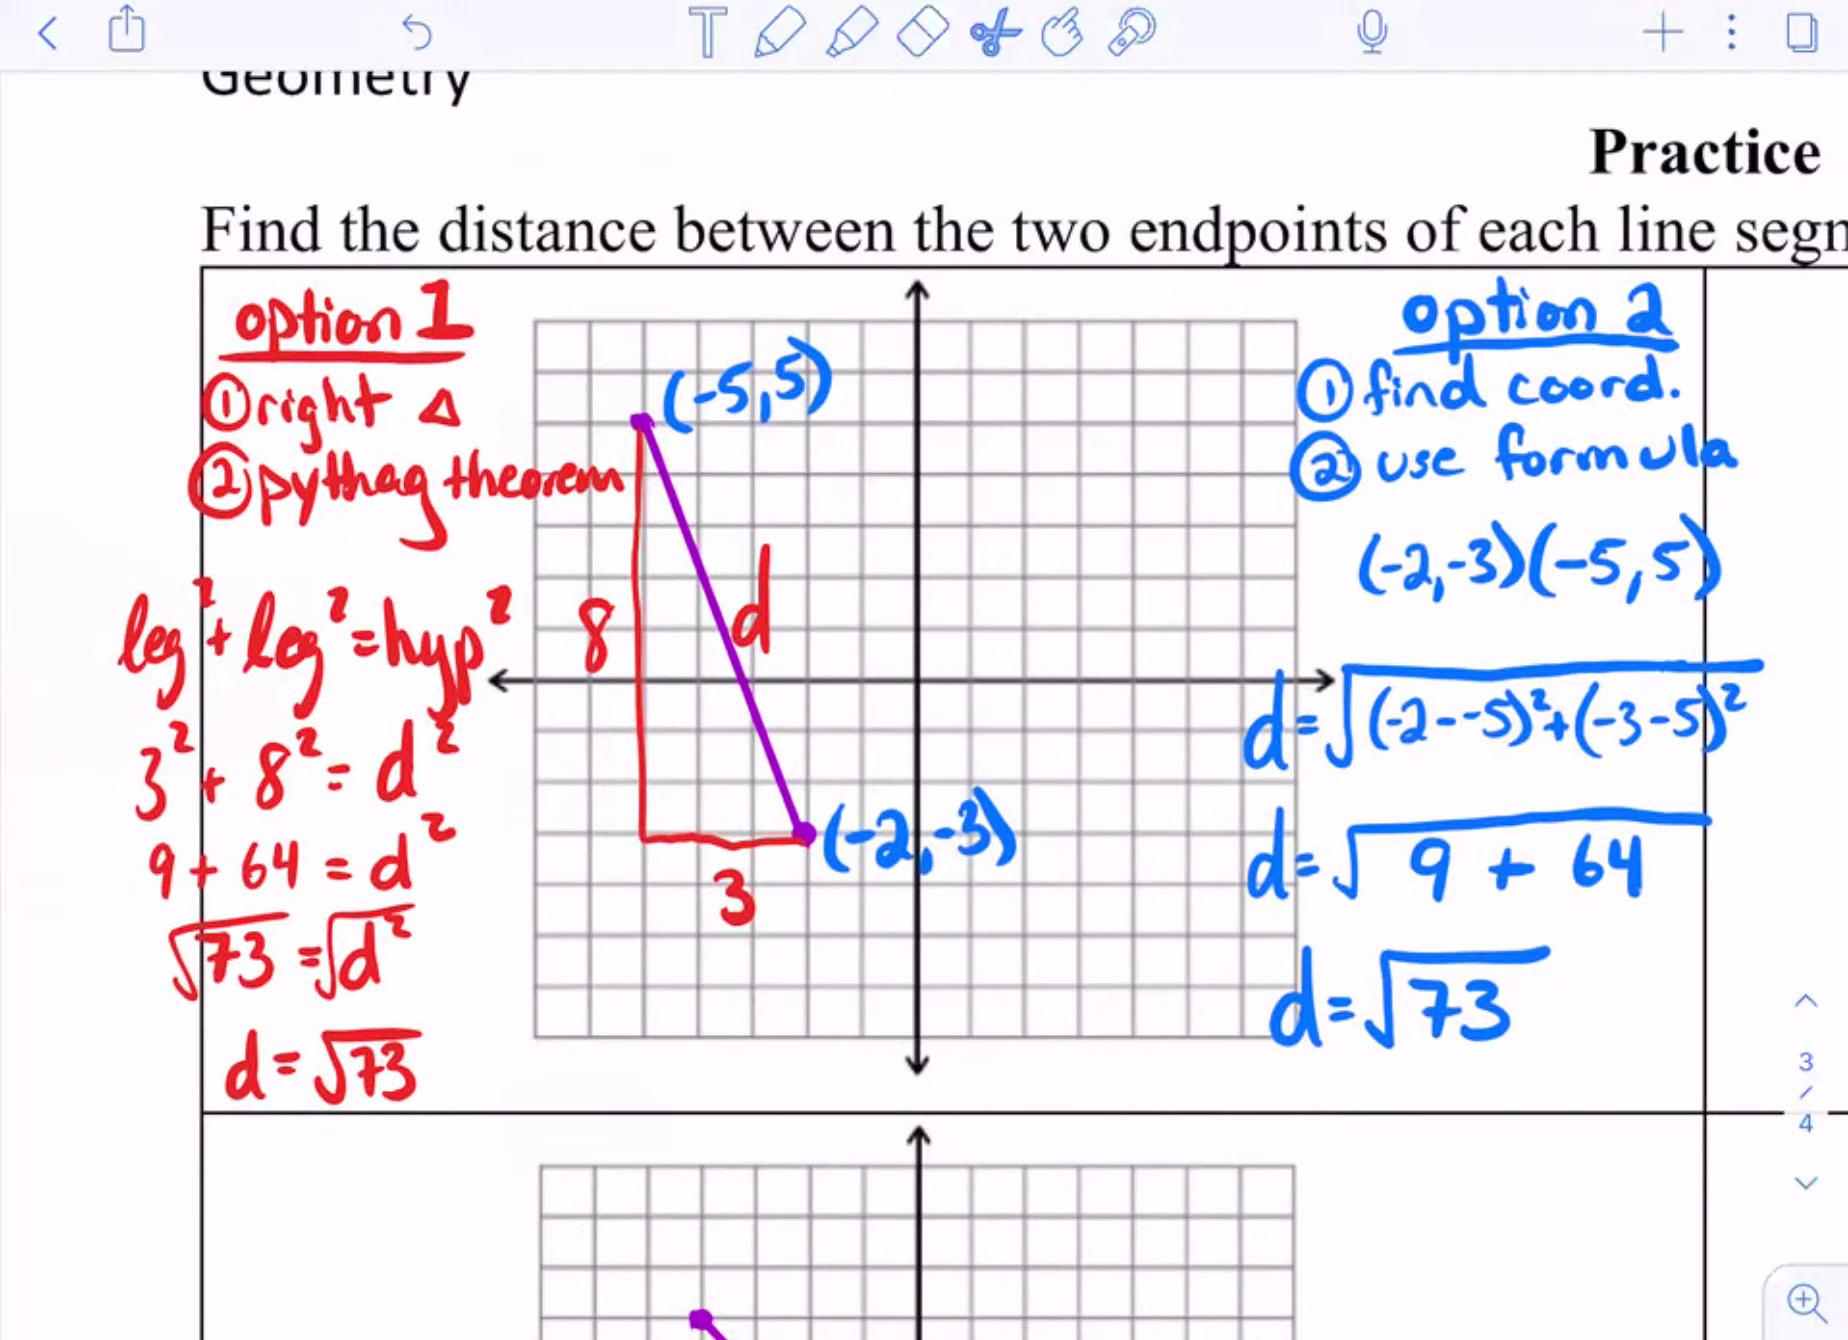 Geometry
Practice
Find the distance between the two endpoints of each line segn
option 1
① right △
② pythag theorem
leg² + leg² = hyp²
3² + 8² = d²
9 + 64 = d²
√73 = √d²
d = √73
(-5,5)
8
d
3
(-2,-3)
option 2
① find coord.
② use formula
(-2,-3)(-5,5)
d = √(-2--5)²+(-3-5)²
d = √9 + 64
d = √73
3
/
4